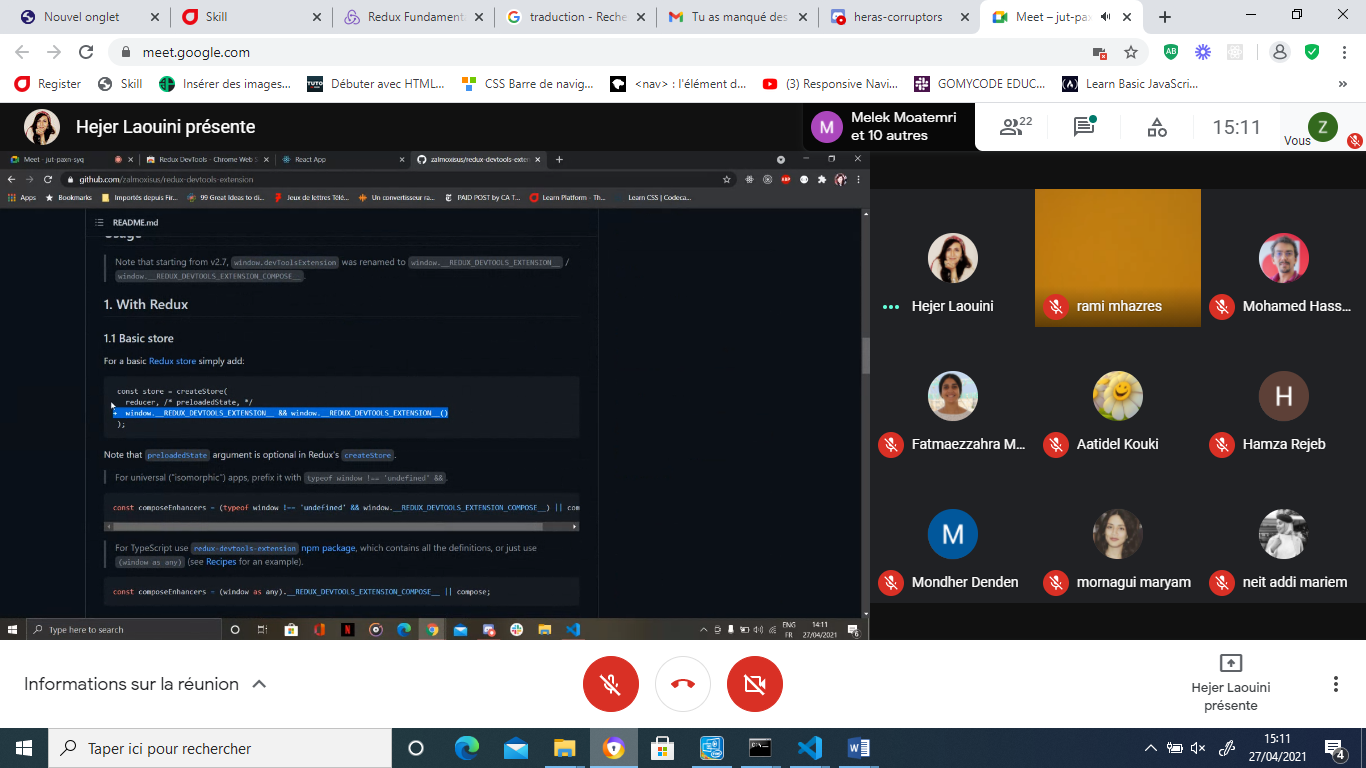 Nouvel onglet
Skill
Redux Fundament
traduction - Reche
Tu as manqué des
heras-corruptors
Meet – jut-pax
meet.google.com
Register
Skill
Insérer des images...
Débuter avec HTML...
CSS Barre de navig...
<nav> : l'élément d...
(3) Responsive Navi...
GOMYCODE EDUC...
Learn Basic JavaScri...
»
Hejer Laouini présente
M
Melek Moatemri
et 10 autres
22
15:11
Vous
Z
Meet - jut-paxn-syq
Redux DevTools - Chrome Web S
React App
zalmoxisus/redux-devtools-exten
github.com/zalmoxisus/redux-devtools-extension
Apps
Bookmarks
Importés depuis Fir...
99 Great Ideas to di...
Jeux de lettres Télé...
Un convertisseur ra...
PAID POST by CA T...
Learn Platform - Th...
Learn CSS | Codeca...
README.md
Usage
Note that starting from v2.7, window.devToolsExtension was renamed to window.__REDUX_DEVTOOLS_EXTENSION__ /
window.__REDUX_DEVTOOLS_EXTENSION_COMPOSE__.
1. With Redux
1.1 Basic store
For a basic Redux store simply add:
const store = createStore(
reducer, /* preloadedState, */
+ window.__REDUX_DEVTOOLS_EXTENSION__ && window.__REDUX_DEVTOOLS_EXTENSION__()
);
Note that preloadedState argument is optional in Redux's createStore.
For universal ("isomorphic") apps, prefix it with typeof window !== 'undefined' &&.
const composeEnhancers = (typeof window !== 'undefined' && window.__REDUX_DEVTOOLS_EXTENSION_COMPOSE__) || com
For TypeScript use redux-devtools-extension npm package, which contains all the definitions, or just use
(window as any) (see Recipes for an example).
const composeEnhancers = (window as any).__REDUX_DEVTOOLS_EXTENSION_COMPOSE__ || compose;
Type here to search
ENG
FR
14:11
27/04/2021
6
Hejer Laouini
rami mhazres
Mohamed Hass...
Fatmaezzahra M...
Aatidel Kouki
H
Hamza Rejeb
M
Mondher Denden
mornagui maryam
neit addi mariem
Informations sur la réunion
Hejer Laouini
présente
Taper ici pour rechercher
15:11
27/04/2021
4